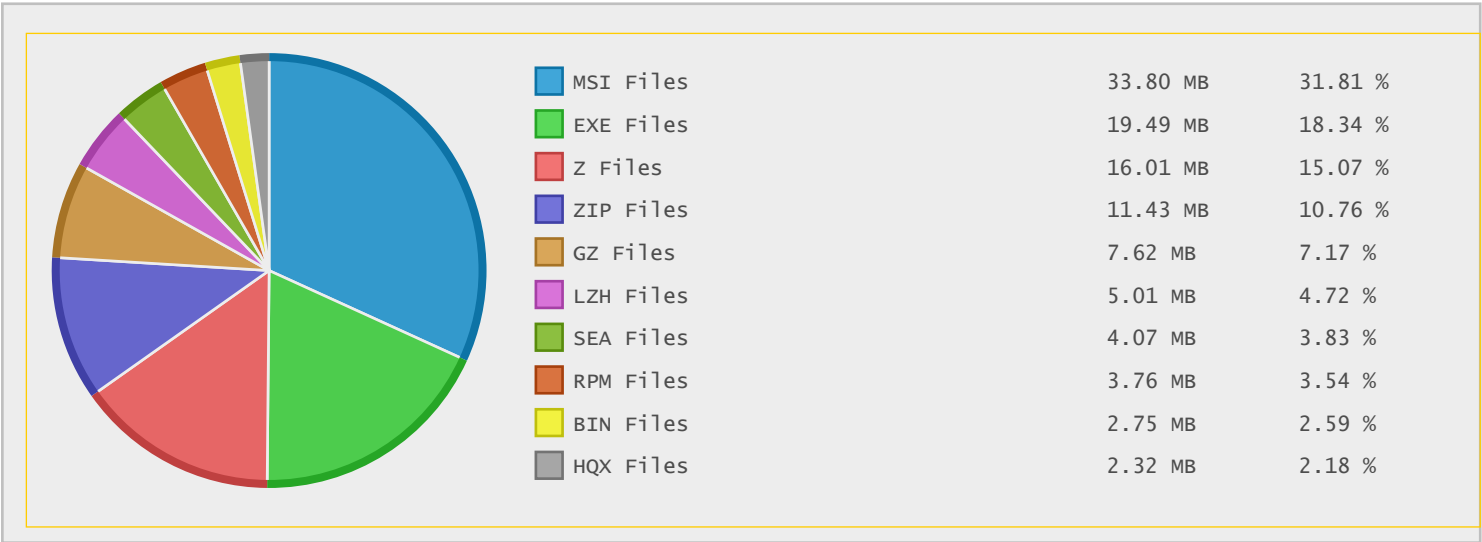 MSI Files 33.80 MB 31.81 %
EXE Files 19.49 MB 18.34 %
Z Files 16.01 MB 15.07 %
ZIP Files 11.43 MB 10.76 %
GZ Files 7.62 MB 7.17 %
LZH Files 5.01 MB 4.72 %
SEA Files 4.07 MB 3.83 %
RPM Files 3.76 MB 3.54 %
BIN Files 2.75 MB 2.59 %
HQX Files 2.32 MB 2.18 %